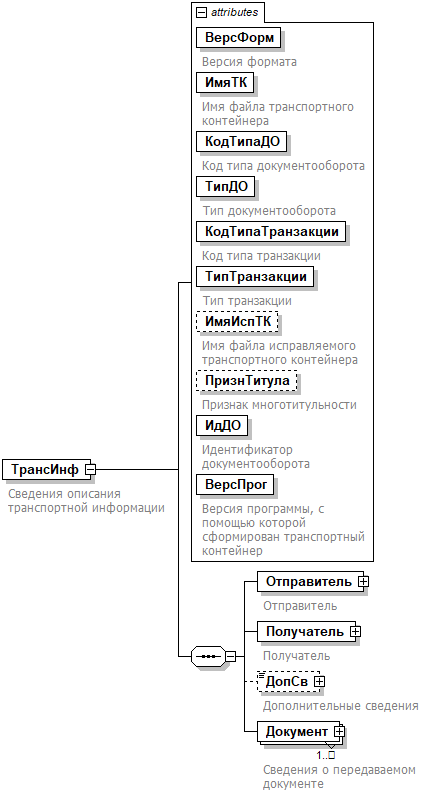 attributes
ВерсФорм
Версия формата
ИмяТК
Имя файла транспортного
контейнера
КодТипаДО
Код типа документооборота
ТипДО
Тип документооборота
КодТипаТранзакции
Код типа транзакции
ТипТранзакции
Тип транзакции
ИмяИспТК
Имя файла исправляемого
транспортного контейнера
ПризнТитула
Признак многотитульности
ИдДО
Идентификатор
документооборота
ВерсПрог
Версия программы, с
помощью которой
сформирован транспортный
контейнер
ТрансИнф
Сведения описания
транспортной информации
Отправитель
Отправитель
Получатель
Получатель
ДопСв
Дополнительные сведения
Документ
1..□
Сведения о передаваемом
документе